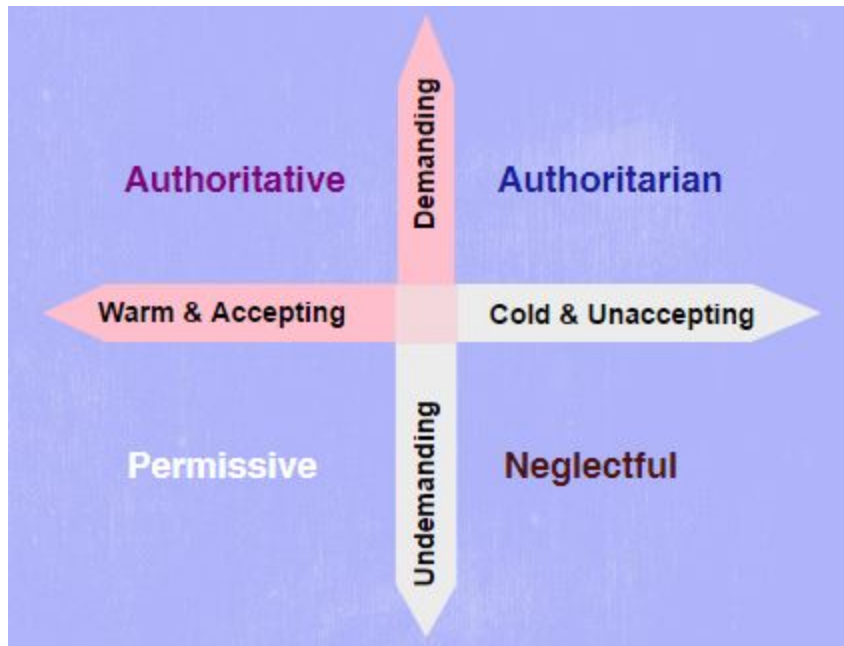 Demanding
Authoritative
Authoritarian
Warm & Accepting
Cold & Unaccepting
Permissive
Neglectful
Undemanding